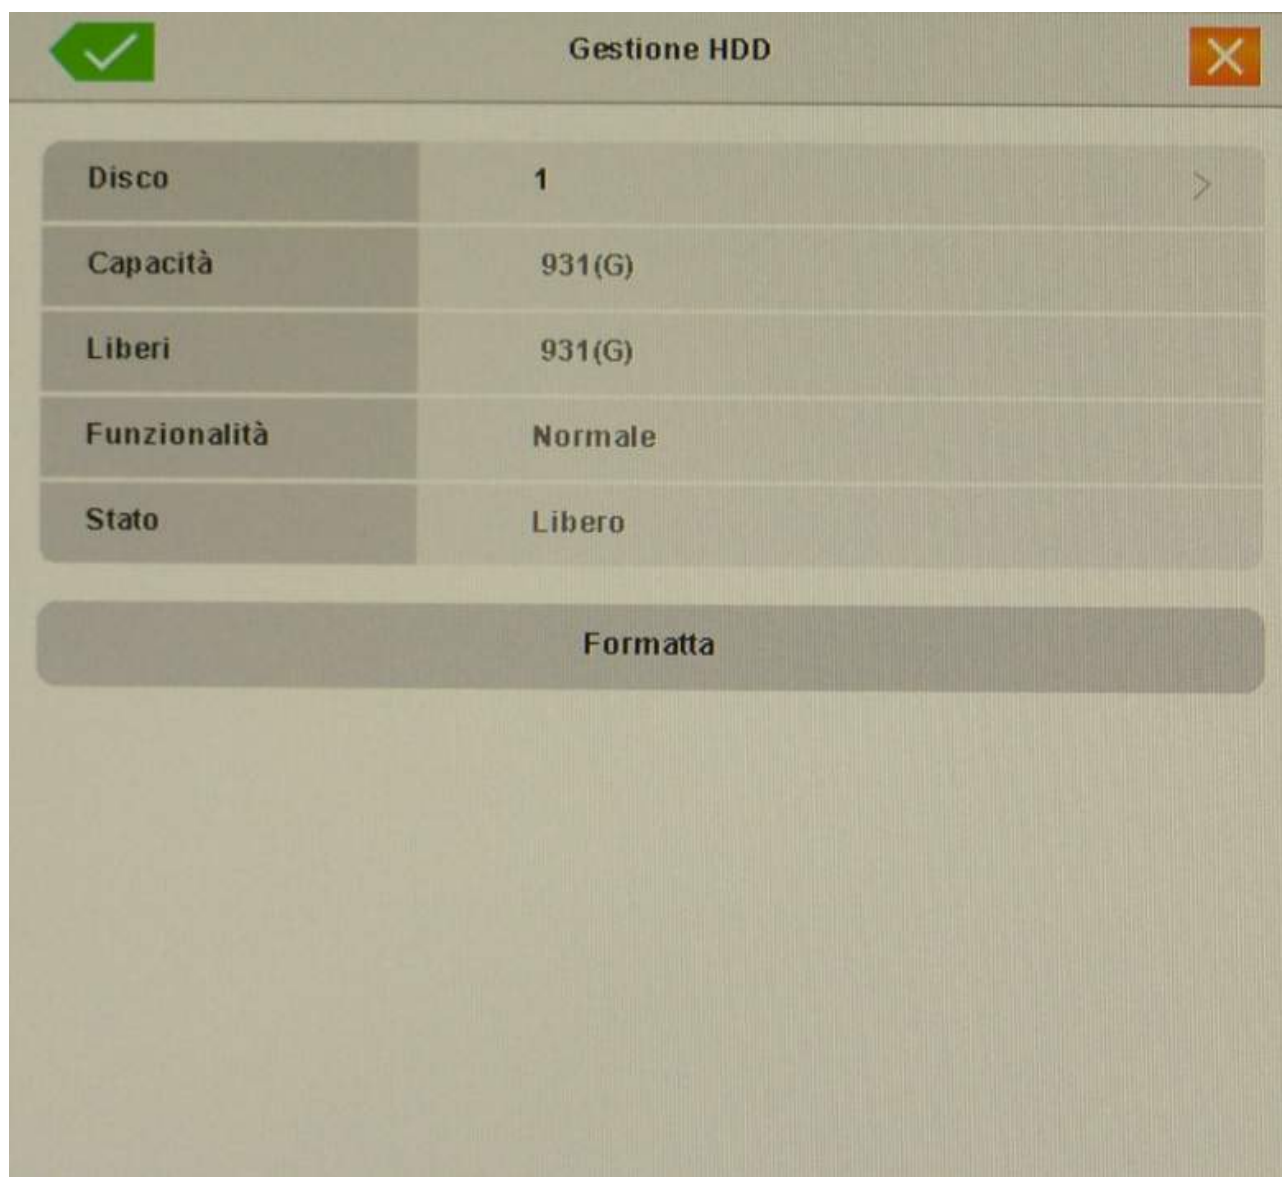 Gestione HDD
Disco 1
Capacità 931(G)
Liberi 931(G)
Funzionalità Normale
Stato Libero
Formatta